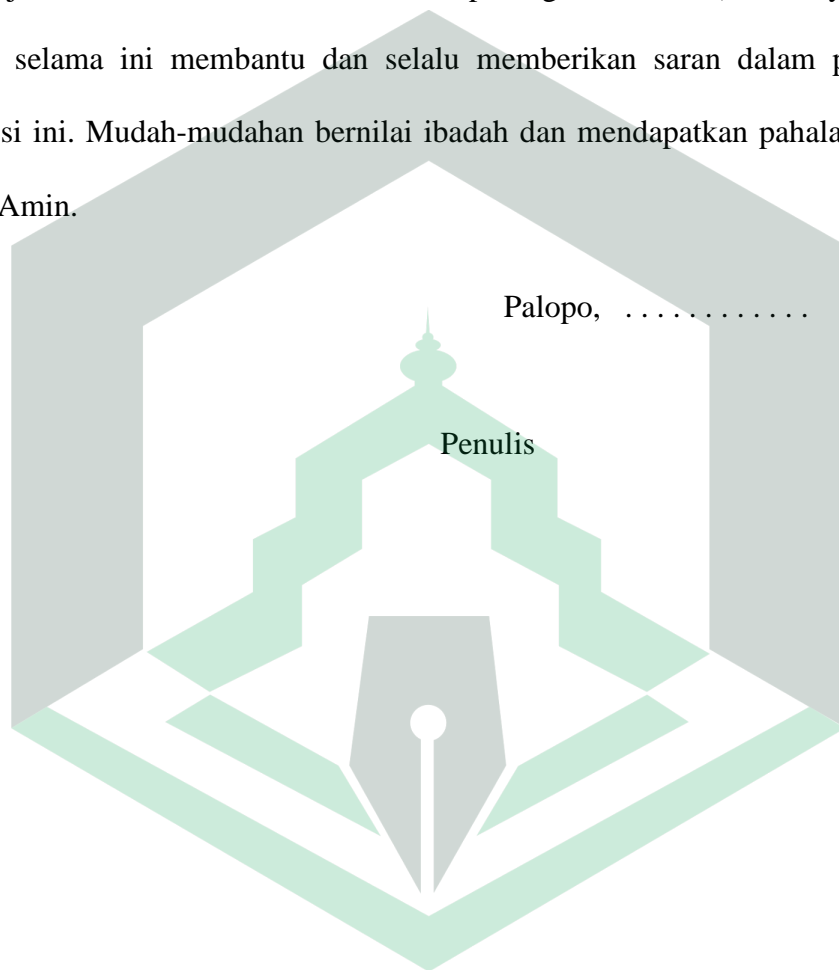 selama ini membantu dan selalu memberikan saran dalam p
si ini. Mudah-mudahan bernilai ibadah dan mendapatkan pahala
Amin.
Palopo, . . . . . . . . . . . .
Penulis